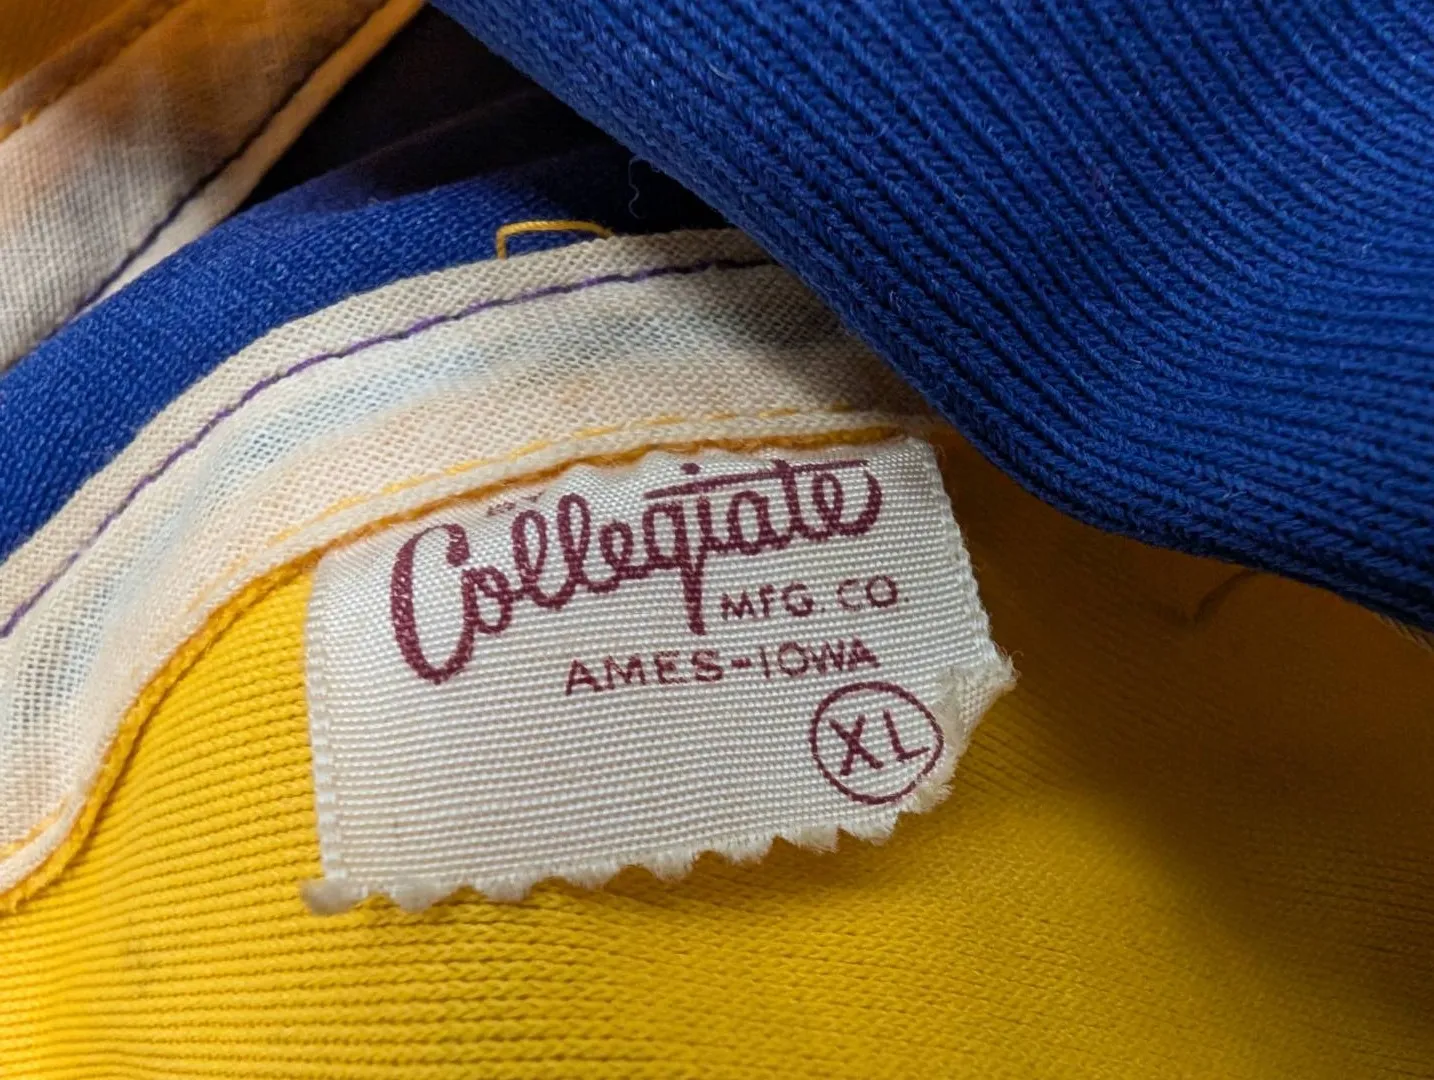 Collegiate
MFG. CO
AMES-IOWA
XL